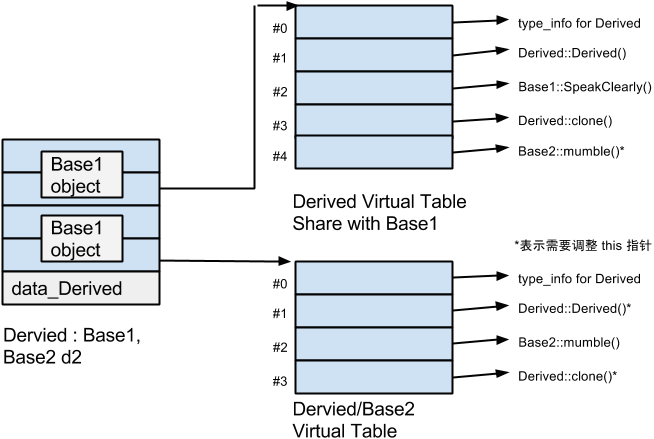 #0
type_info for Derived
#1
Derived::Derived()
#2
Base1::SpeakClearly()
#3
Derived::clone()
#4
Base2::mumble()*
Derived Virtual Table
Share with Base1
Base1
object
Base1
object
data_Derived
Dervied : Base1,
Base2 d2
*表示需要调整 this 指针
#0
type_info for Derived
#1
Derived::Derived()*
#2
Base2::mumble()
#3
Derived::clone()*
Dervied/Base2
Virtual Table